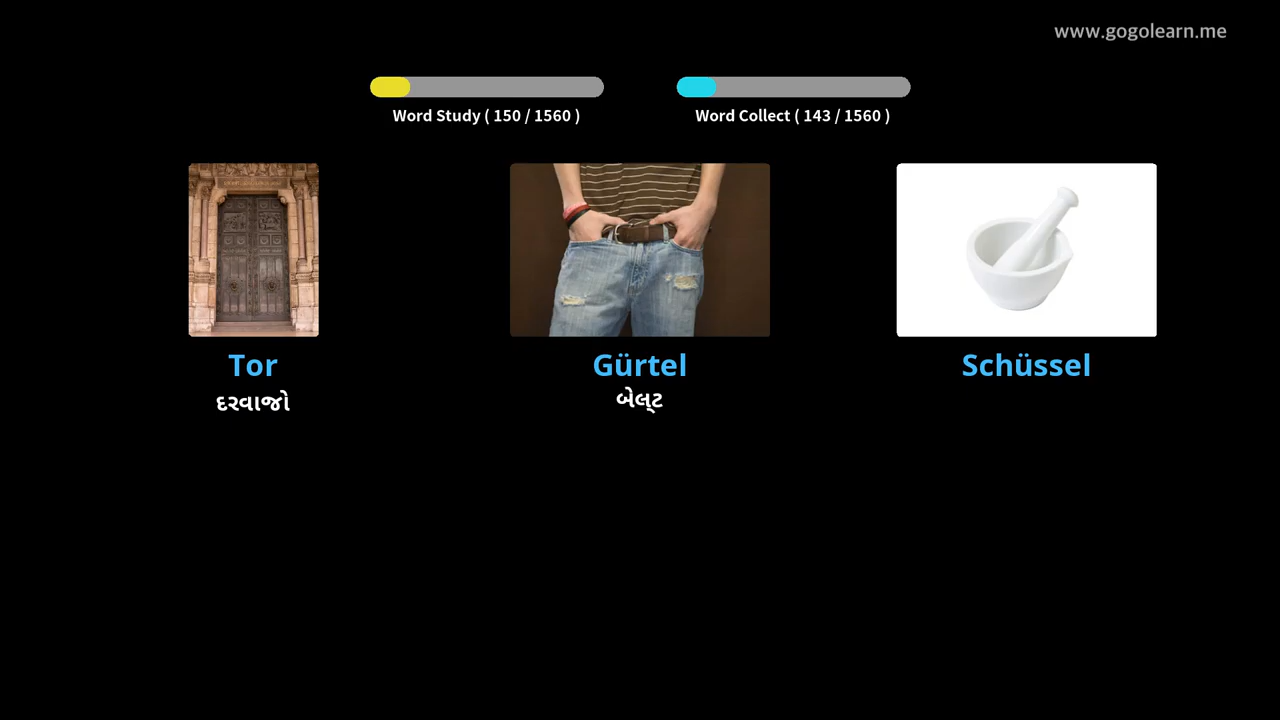 www.gogolearn.me
Word Study ( 150 / 1560 )
Word Collect ( 143 / 1560 )
Tor
દરવાજો
Gürtel
બેલ્ટ
Schüssel